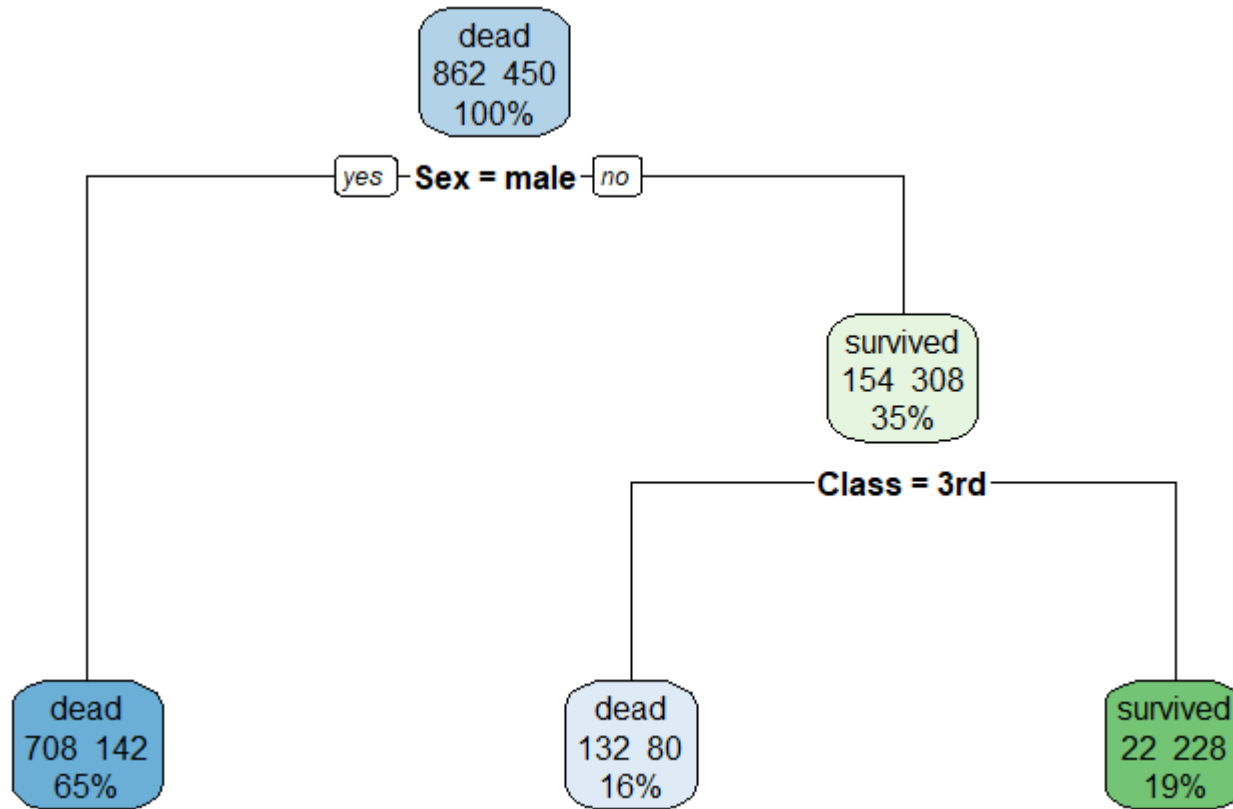 dead
862 450
100%
yes Sex = male no
survived
154 308
35%
Class = 3rd
dead
708 142
65%
dead
132 80
16%
survived
22 228
19%